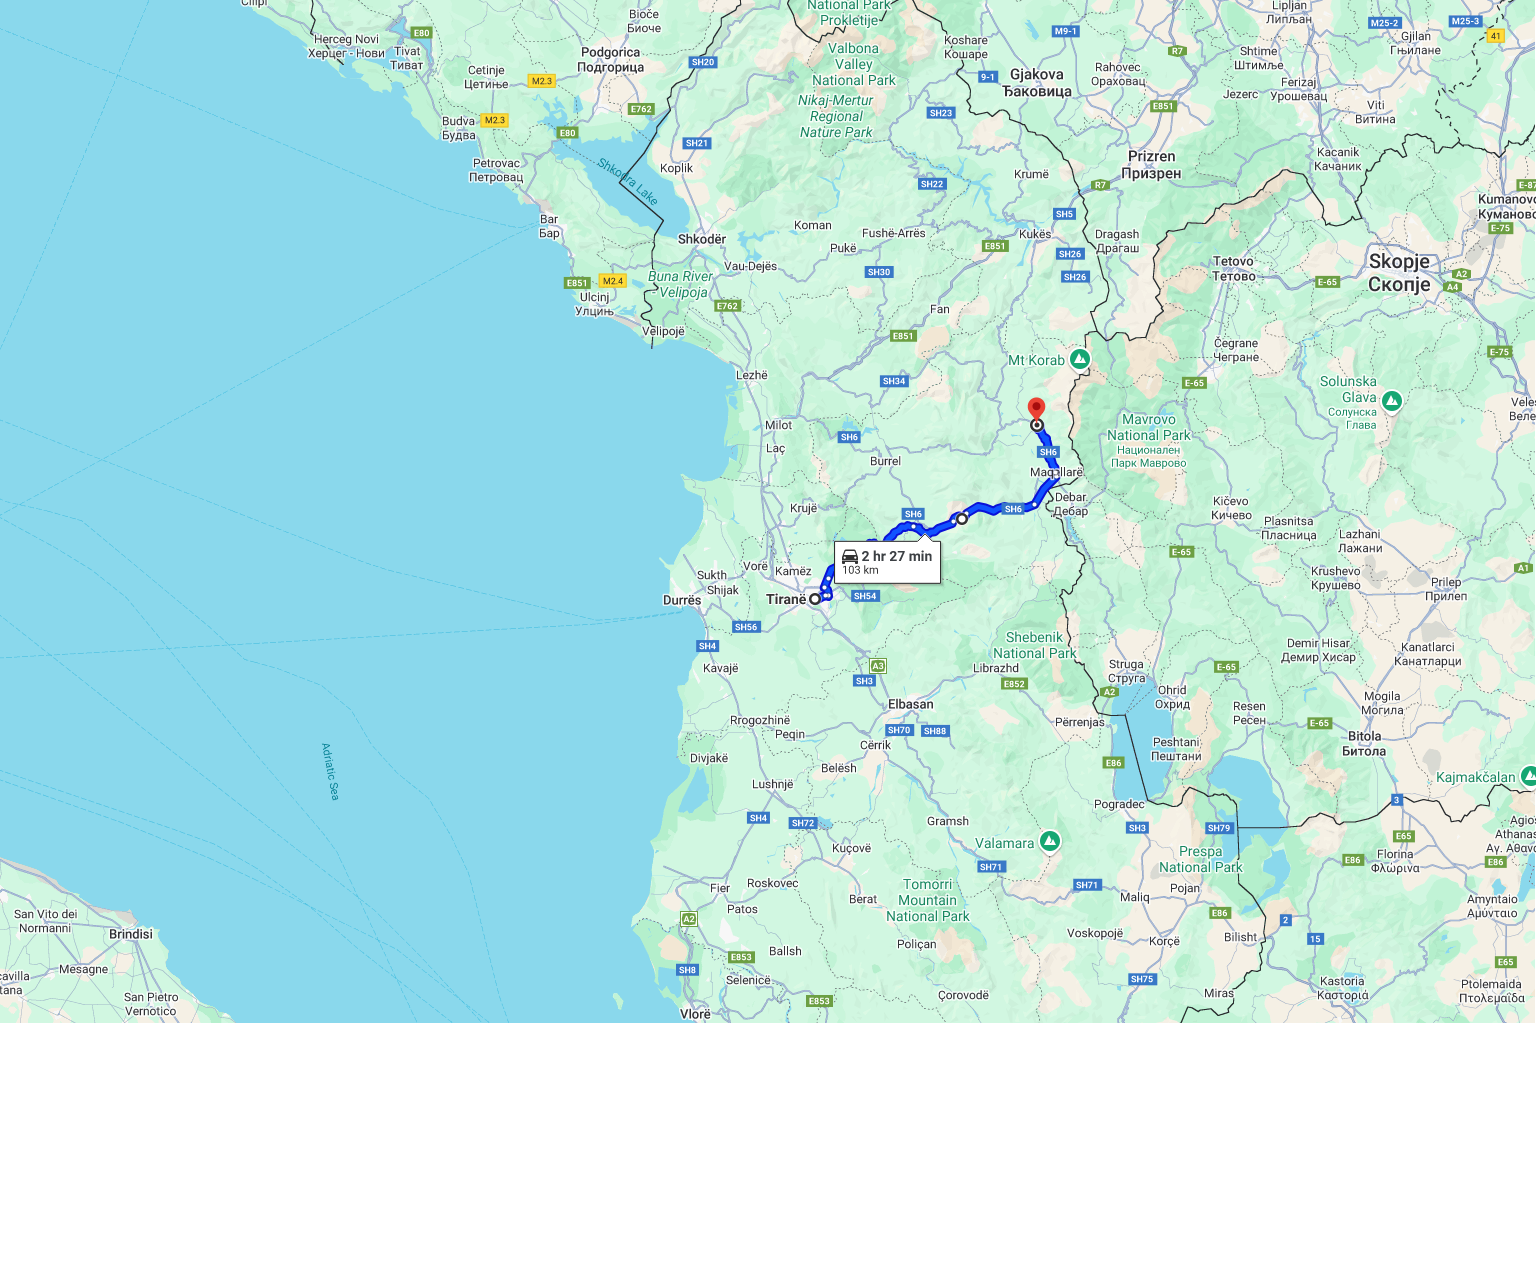 Cilipi
Herceg Novi
Херцег - Нови
E80
Tivat
Тиват
Bioče
Биоче
Podgorica
Подгорица
Cetinje
Цетиње
M2.3
SH20
National Park
Prokletije
Valbona
Valley
National Park
Koshare
Кошаре
M9-1
9-1
Gjakova
Ђаковица
R7
Rahovec
Ораховац
Lipljan
Липљан
M25-2
M25-3
41
Gjilan
Гњилане
Shtime
Штимље
Ferizaj
Урошевац
Jezerc
Viti
Витина
E762
Budva
Будва
M2.3
E80
Nikaj-Mertur
Regional
Nature Park
SH23
E851
SH21
Petrovac
Петровац
Shkodra Lake
Koplik
SH22
Krumë
Prizren
Призрен
R7
Kacanik
Качаник
E-87
Kumanovo
Куманово
E-75
Bar
Бар
Koman
SH5
Shkodër
Fushë-Arrës
Kukës
Dragash
Драгаш
Pukë
E851
SH26
SH26
Vau-Dejës
SH30
Tetovo
Тетово
Skopje
Скопје
E-65
A2
A4
Buna River
- Velipoja
E851
M2.4
Ulcinj
Улцињ
E762
Velipojë
Fan
E851
Čegrane
Чегране
E-75
Mt Korab
Lezhë
SH34
E-65
Solunska
Glava
Солунска
Глава
Milot
SH6
Laç
Burrel
SH6
Maqellarë
Mavrovo
National Park
Национален
Парк Маврово
Krujë
SH6
SH6
Debar
Дебар
Kičevo
Кичево
Plasnitsa
Пласница
Lazhani
Лажани
E-65
2 hr 27 min
103 km
Vorë
Kamëz
Sukth
Shijak
Durrës
Tiranë
SH54
Krushevo
Крушево
Prilep
Прилеп
A1
SH56
SH4
Kavajë
A3
SH3
Shebenik
National Park
Librazhd
E852
Struga
Струга
E-65
Demir Hisar
Демир Хисар
Kanatlarci
Канатларци
A2
Ohrid
Охрид
Elbasan
Rrogozhinë
Peqin
SH70
SH88
Cërrik
Përrenjas
Resen
Ресен
Mogila
Могила
E-65
Bitola
Битола
Peshtani
Пештани
Divjakë
Belësh
E86
Adriatic Sea
Lushnjë
Kajmakčalan
SH4
SH72
Gramsh
Pogradec
SH3
SH79
3
Kuçovë
Valamara
SH71
Prespa
National Park
E65
E86
Florina
Φλώρινα
E86
Fier
Roskovec
Patos
Berat
Tomorri
Mountain
National Park
SH71
Maliq
Pojan
San Vito dei
Normanni
Brindisi
A2
E86
2
15
Voskopojë
Korçë
Bilisht
Poliçan
Ballsh
E853
Mesagne
SH8
Selenicë
SH75
Miras
Kastoria
Καστοριά
E65
Ptolemaida
Πτολεμαΐδα
San Pietro
Vernotico
Vlorë
E853
Çorovodë